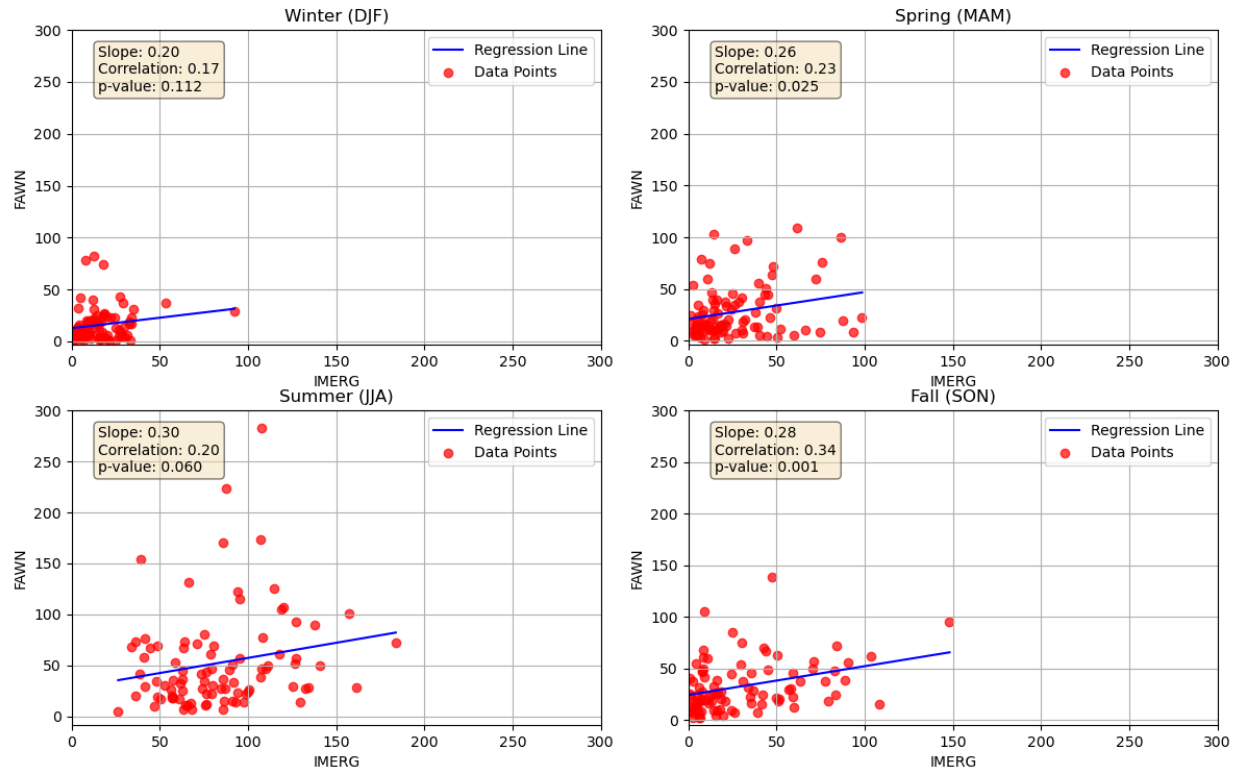 Winter (DJF)
Slope: 0.20
Correlation: 0.17
p-value: 0.112
Regression Line
Data Points
300
250
200
150
100
50
0
FAWN
0 50 100 150 200 250 300
IMERG
Spring (MAM)
Slope: 0.26
Correlation: 0.23
p-value: 0.025
Regression Line
Data Points
300
250
200
150
100
50
0
FAWN
0 50 100 150 200 250 300
IMERG
Summer (JJA)
Slope: 0.30
Correlation: 0.20
p-value: 0.060
Regression Line
Data Points
300
250
200
150
100
50
0
FAWN
0 50 100 150 200 250 300
IMERG
Fall (SON)
Slope: 0.28
Correlation: 0.34
p-value: 0.001
Regression Line
Data Points
300
250
200
150
100
50
0
FAWN
0 50 100 150 200 250 300
IMERG